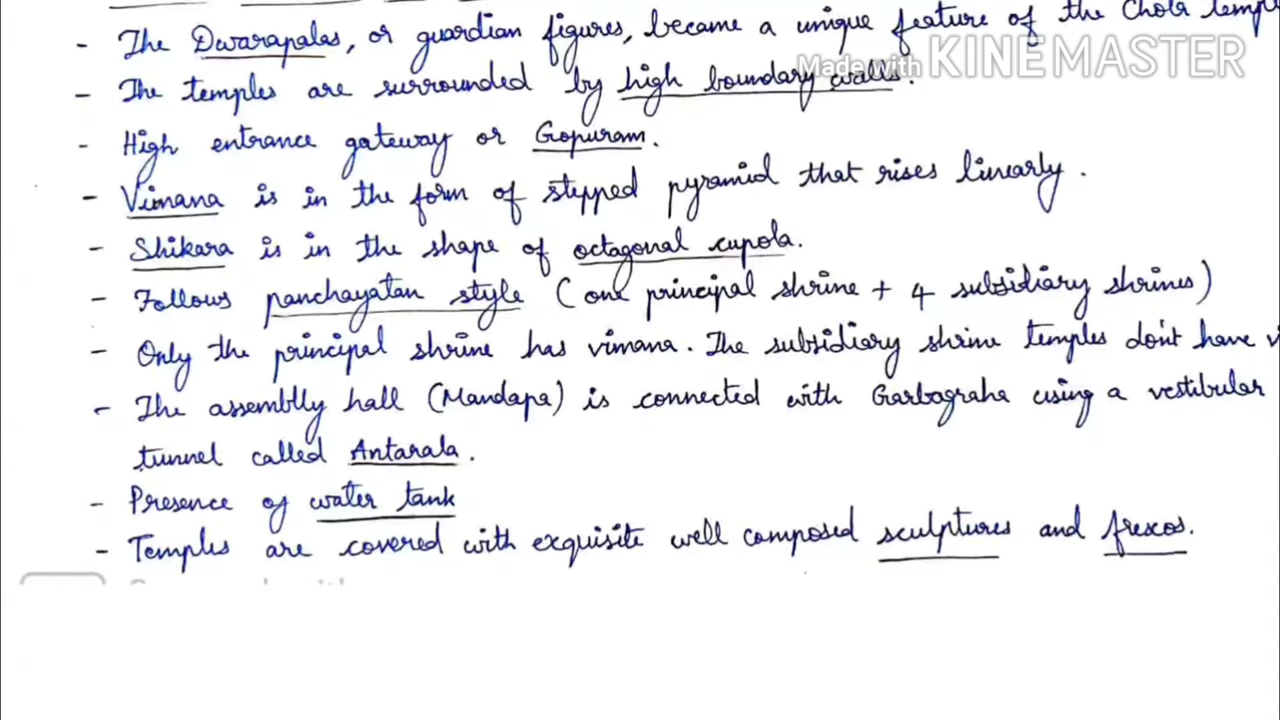 - The Dwarapalas, or guardian figures, became a unique feature of the Chola templ
Made with KINEMASTER
- The temples are surrounded by high boundary walls.
- High entrance gateway or Gopuram.
- Vimana is in the form of stepped pyramid that rises linearly.
- Shikara is in the shape of octagonal cupola.
- Follows panchayatan style (one principal shrine + 4 subsidiary shrines)
- Only the principal shrine has vimana. The subsidiary shrine temples don't have v
- The assemblly hall (Mandapa) is connected with Garbagraha using a vestibular
tunnel called Antarala.
- Presence of water tank
- Temples are covered with exquisite well composed sculptures and frescos.